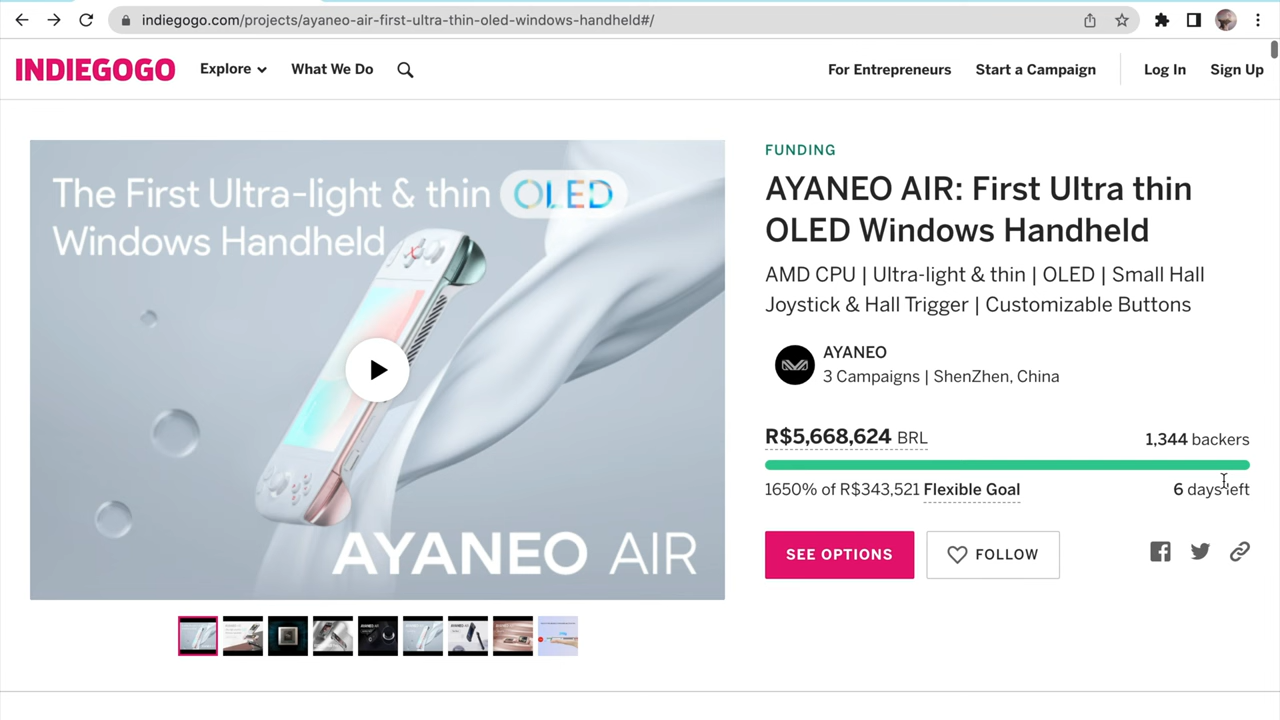 indiegogo.com/projects/ayaneo-air-first-ultra-thin-oled-windows-handheld#/
INDIEGOGO Explore What We Do For Entrepreneurs Start a Campaign Log In Sign Up
The First Ultra-light & thin OLED
Windows Handheld
AYANEO AIR
FUNDING
AYANEO AIR: First Ultra thin
OLED Windows Handheld
AMD CPU | Ultra-light & thin | OLED | Small Hall
Joystick & Hall Trigger | Customizable Buttons
AYANEO
3 Campaigns | ShenZhen, China
R$5,668,624 BRL 1,344 backers
1650% of R$343,521 Flexible Goal 6 days left
SEE OPTIONS FOLLOW